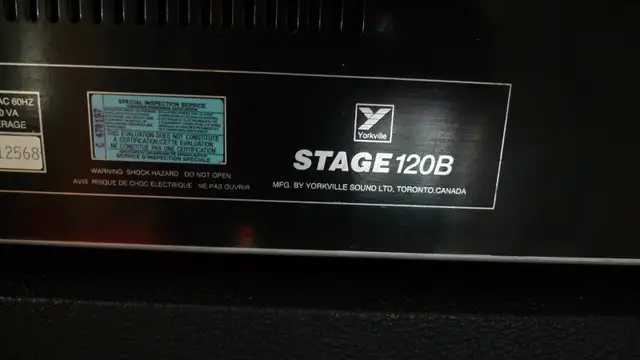 AC 60HZ
VA
ERAGE
12568
SPECIAL INSPECTION SERVICE
THIS EVALUATION DOES NOT CONSTITUTE
A CERTIFICATION/CETTE EVALUATION
NE CONSTITUE PAS UNE CERTIFICATION
SERVICE D'INSPECTION SPECIALE
WARNING SHOCK HAZARD DO NOT OPEN
AVIS RISQUE DE CHOC ELECTRIQUE NE PAS OUVRIR
Yorkville
STAGE 120B
MFG. BY YORKVILLE SOUND LTD, TORONTO, CANADA